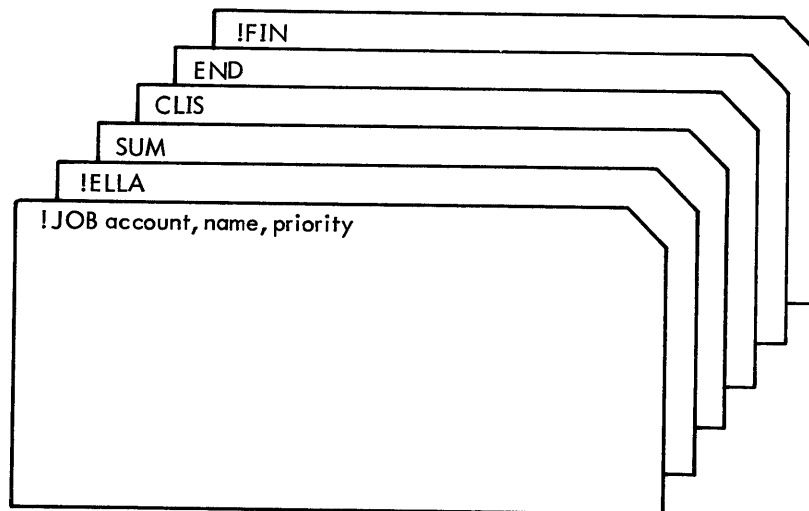 !FIN
END
CLIS
SUM
!ELLA
!JOB account, name, priority